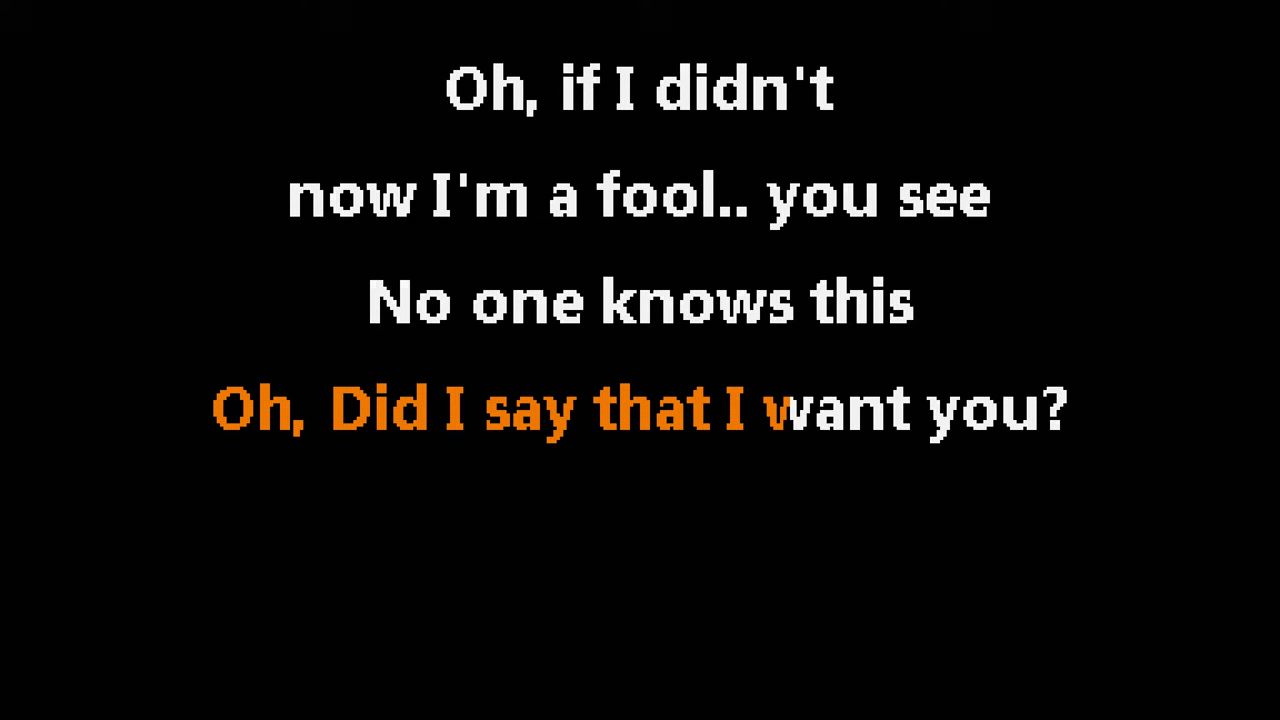 Oh, if I didn't
now I'm a fool.. you see
No one knows this
Oh, Did I say that I want you?